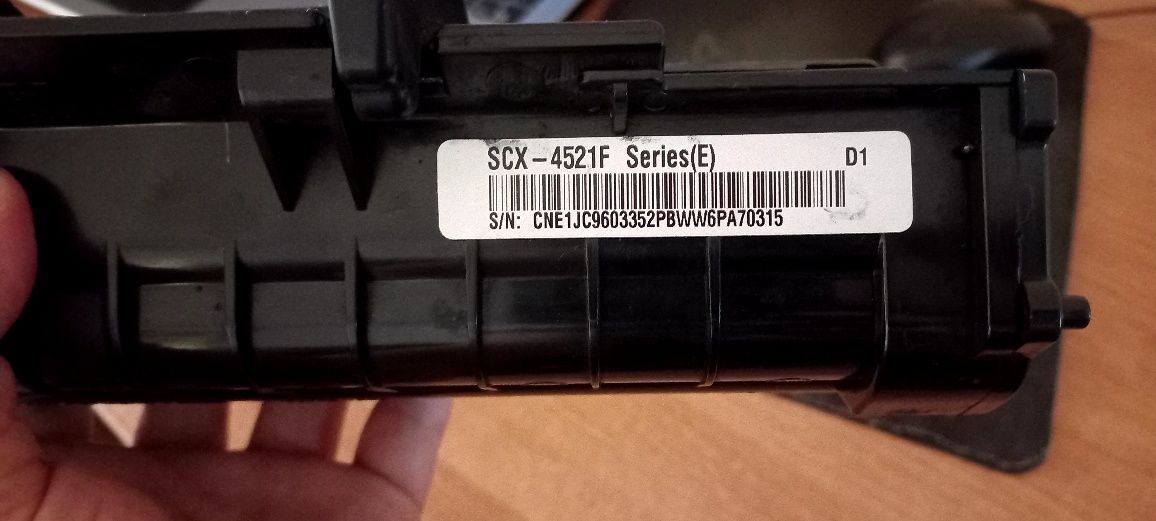 SCX-4521F Series(E) D1
S/N: CNE1JC9603352PBWW6PA70315